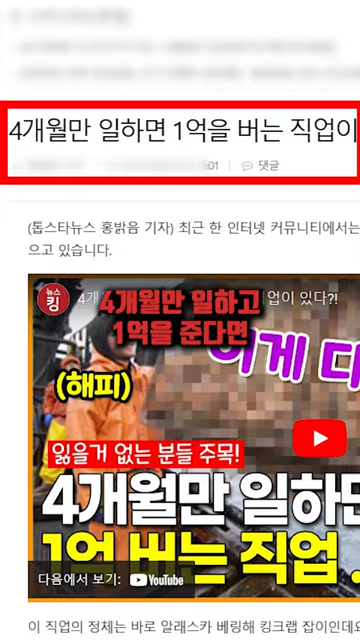 4개월만 일하면 1억을 버는 직업이
01 댓글
(톱스타뉴스 홍밝음 기자) 최근 한 인터넷 커뮤니티에서는
으고 있습니다.
뉴스
킹
4개 업이 있다?!
4개월만 일하고
1억을 준다면
이게 다
(해피)
잃을거 없는 분들 주목!
4개월만 일하면
1억 버는 직업..
다음에서 보기: YouTube
이 직업의 정체는 바로 알래스카 베링해 킹크랩 잡이인데요